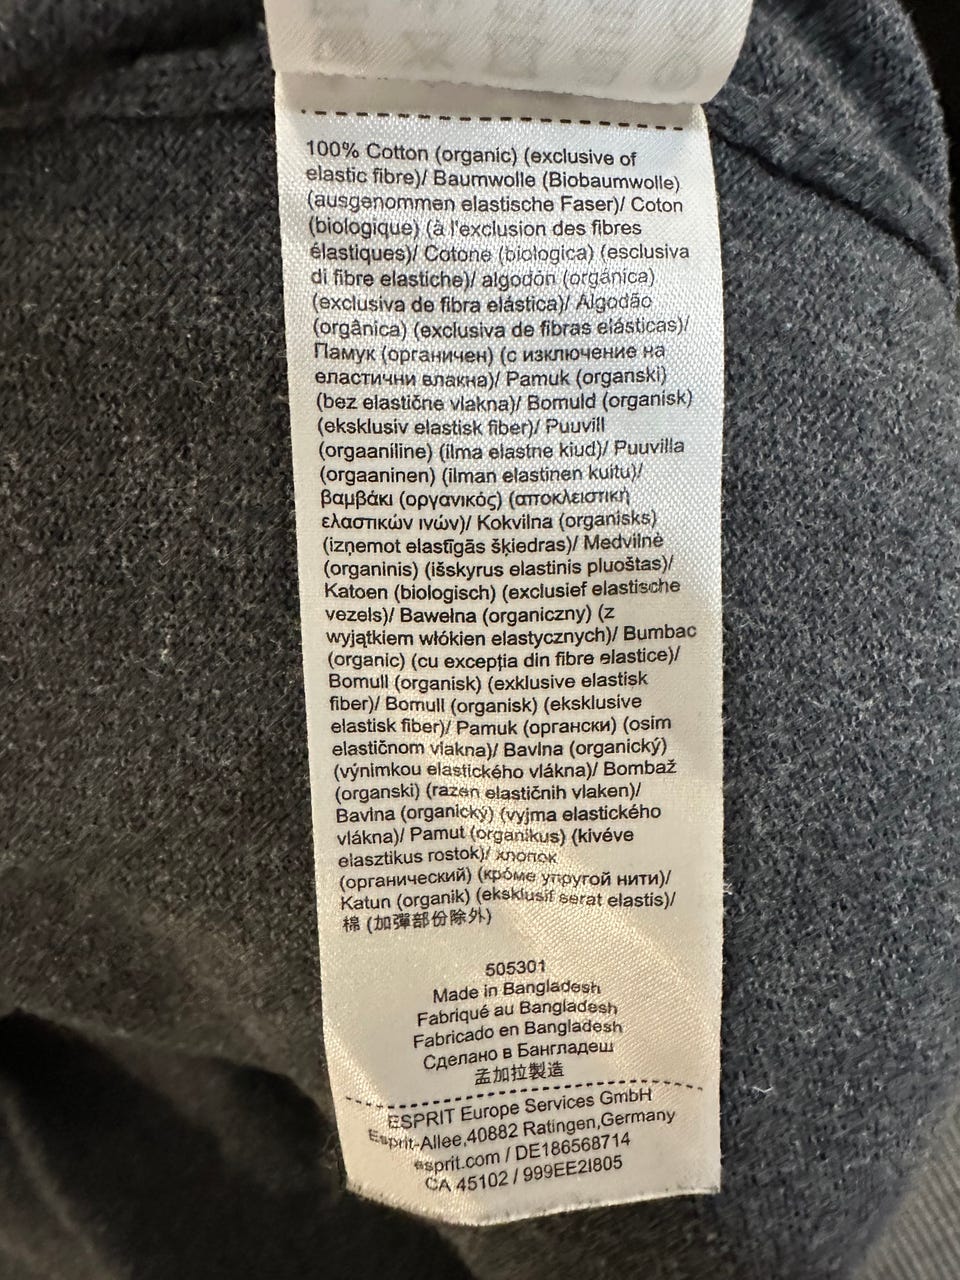 100% Cotton (organic) (exclusive of
elastic fibre)/ Baumwolle (Biobaumwolle)
(ausgenommen elastische Faser)/ Coton
(biologique) (à l'exclusion des fibres
élastiques)/ Cotone (biologica) (esclusiva
di fibre elastiche)/ algodón (orgánica)
(exclusiva de fibra elástica)/ Algodão
(orgânica) (exclusiva de fibras elásticas)/
Памук (органичен) (с изключение на
еластични влакна)/ Pamuk (organski)
(bez elastične vlakna)/ Bomuld (organisk)
(eksklusiv elastisk fiber)/ Puuvill
(orgaaniline) (ilma elastne kiud)/ Puuvilla
(orgaaninen) (ilman elastinen kuitu)/
βαμβάκι (οργανικός) (αποκλειστική
ελαστικών ινών)/ Kokvilna (organisks)
(izņemot elastīgās šķiedras)/ Medvilnė
(organinis) (išskyrus elastinis pluoštas)/
Katoen (biologisch) (exclusief elastische
vezels)/ Bawełna (organiczny) (z
wyjątkiem włókien elastycznych)/ Bumbac
(organic) (cu excepția din fibre elastice)/
Bomull (organisk) (exklusive elastisk
fiber)/ Bomull (organisk) (eksklusive
elastisk fiber)/ Pamuk (органски) (osim
elastičnom vlakna)/ Bavlna (organický)
(výnimkou elastického vlákna)/ Bombaž
(organski) (razen elastičnih vlaken)/
Bavlna (organický) (vyjma elastického
vlákna)/ Pamut (organikus) (kivéve
elasztikus rostok)/ хлопок
(органический) (кроме упругой нити)/
Katun (organik) (eksklusif serat elastis)/
棉 (加彈部份除外)
505301
Made in Bangladesh
Fabriqué au Bangladesh
Fabricado en Bangladesh
Сделано в Бангладеш
孟加拉製造
ESPRIT Europe Services GmbH
Esprit-Allee,40882 Ratingen,Germany
esprit.com / DE186568714
CA 45102 / 999EE2I805